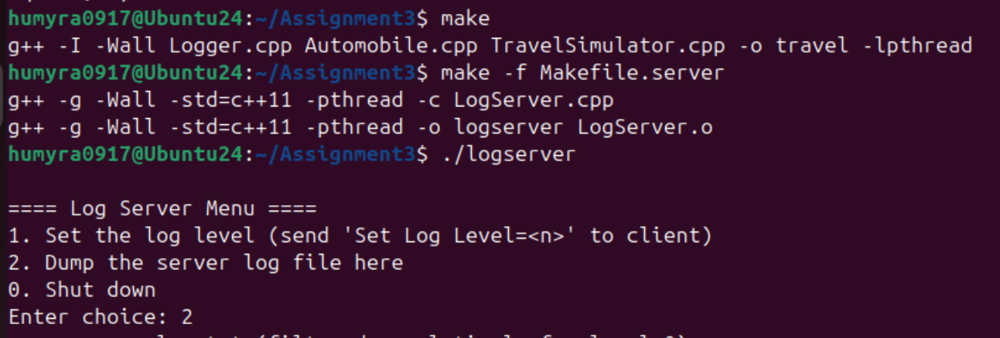 humyra0917@Ubuntu24:~/Assignment3$ make
g++ -I -Wall Logger.cpp Automobile.cpp TravelSimulator.cpp -o travel -lpthread
humyra0917@Ubuntu24:~/Assignment3$ make -f Makefile.server
g++ -g -Wall -std=c++11 -pthread -c LogServer.cpp
g++ -g -Wall -std=c++11 -pthread -o logserver LogServer.o
humyra0917@Ubuntu24:~/Assignment3$ ./logserver
==== Log Server Menu ====
1. Set the log level (send 'Set Log Level=<n>' to client)
2. Dump the server log file here
0. Shut down
Enter choice: 2